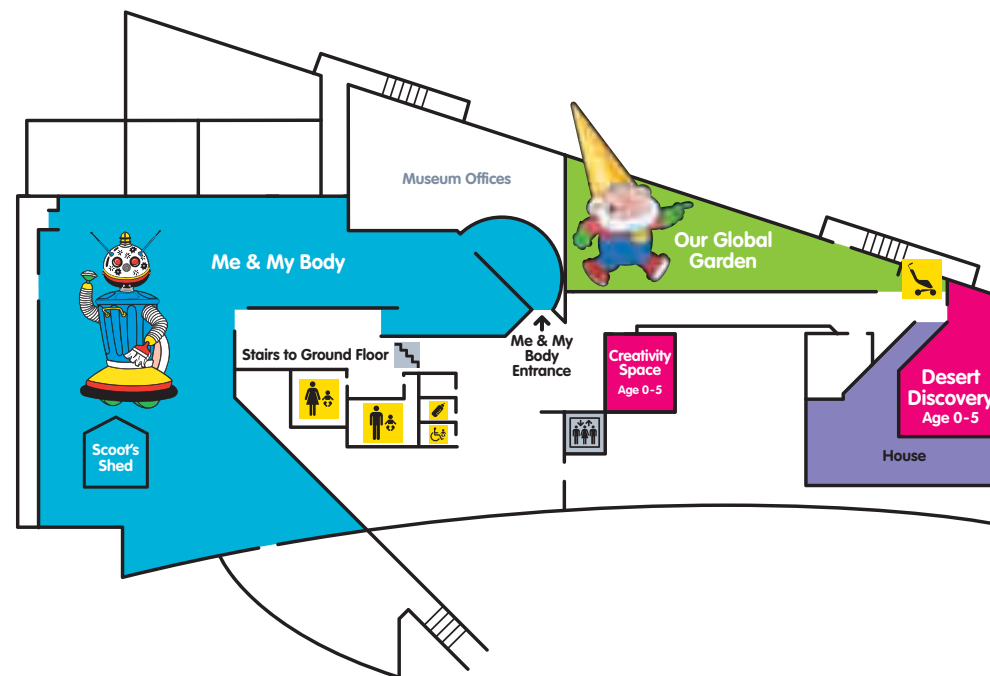 Museum Offices
Me & My Body
Our Global
Garden
Stairs to Ground Floor
Me & My
Body
Entrance
Creativity
Space
Age 0-5
Desert
Discovery
Age 0-5
Scoot's
Shed
House